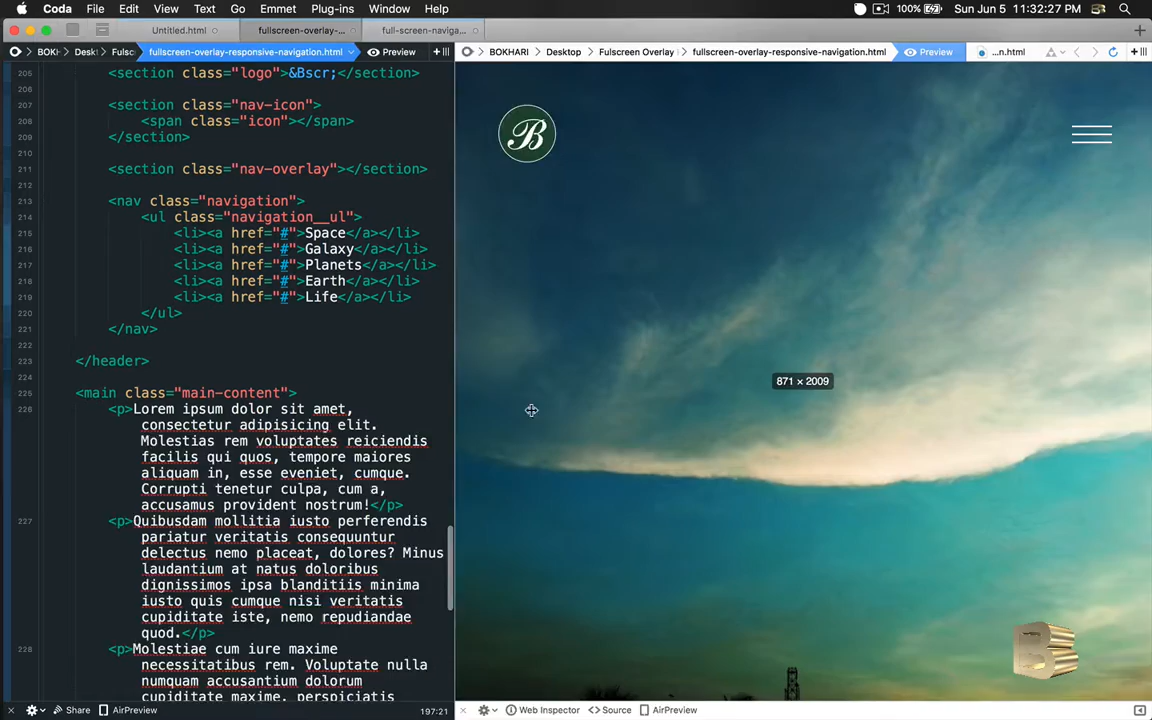 Coda File Edit View Text Go Emmet Plug-ins Window Help 100% Sun Jun 5 11:32:27 PM
Untitled.html fullscreen-overlay-... full-screen-naviga...
Desk Fulsc fullscreen-overlay-responsive-navigation.html Preview BOKHARI Desktop Fullscreen Overlay fullscreen-overlay-responsive-navigation.html Preview ...n.html
205 <section class="logo">&Bscr;</section>
206
207 <section class="nav-icon">
208 <span class="icon"></span>
209 </section>
210
211 <section class="nav-overlay"></section>
212
213 <nav class="navigation">
214 <ul class="navigation__ul">
215 <li><a href="#">Space</a></li>
216 <li><a href="#">Galaxy</a></li>
217 <li><a href="#">Planets</a></li>
218 <li><a href="#">Earth</a></li>
219 <li><a href="#">Life</a></li>
220 </ul>
221 </nav>
222
223 </header>
224
225 <main class="main-content">
226 <p>Lorem ipsum dolor sit amet,
consectetur adipisicing elit.
Molestias rem voluptates reiciendis
facilis qui quos, tempore maiores
aliquam in, esse eveniet, cumque.
Corrupti tenetur culpa, cum a,
accusamus provident nostrum!</p>
227 <p>Quibusdam mollitia iusto perferendis
pariatur veritatis consequuntur
delectus nemo placeat, dolores? Minus
laudantium at natus doloribus
dignissimos ipsa blanditiis minima
iusto quis cumque nisi veritatis
cupiditate iste, nemo repudiandae
quod.</p>
228 <p>Molestiae cum iure maxime
necessitatibus rem. Voluptate nulla
numquam accusantium dolorum
cupiditate maxime, perspiciatis
Share AirPreview 197:21
ℬ
871 × 2009
B
Web Inspector Source AirPreview